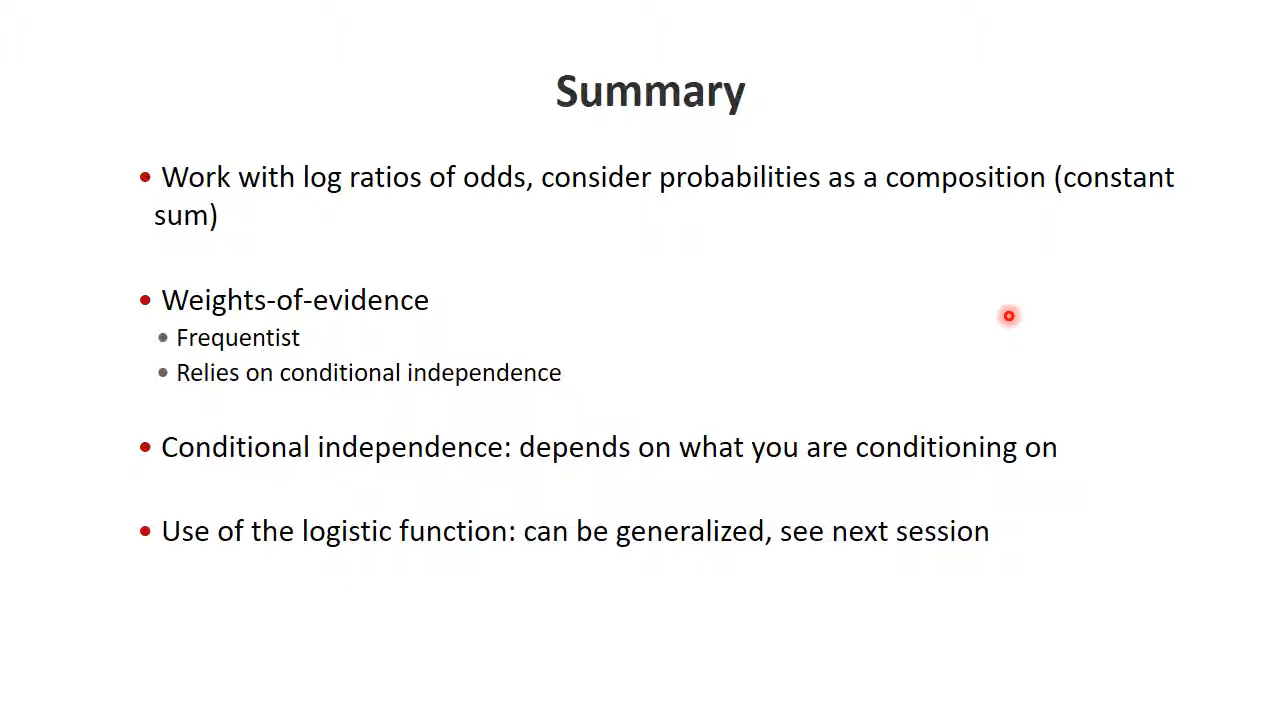 Summary
• Work with log ratios of odds, consider probabilities as a composition (constant
sum)
• Weights-of-evidence
• Frequentist
• Relies on conditional independence
• Conditional independence: depends on what you are conditioning on
• Use of the logistic function: can be generalized, see next session